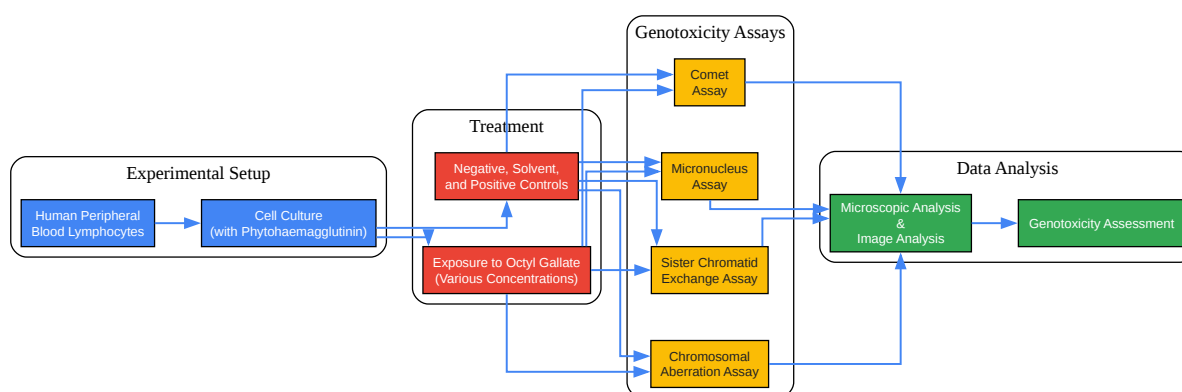 Experimental Setup
Human Peripheral
Blood Lymphocytes
Cell Culture
(with Phytohaemagglutinin)
Treatment
Negative, Solvent,
and Positive Controls
Exposure to Octyl Gallate
(Various Concentrations)
Genotoxicity Assays
Comet
Assay
Micronucleus
Assay
Sister Chromatid
Exchange Assay
Chromosomal
Aberration Assay
Data Analysis
Microscopic Analysis
&
Image Analysis
Genotoxicity Assessment